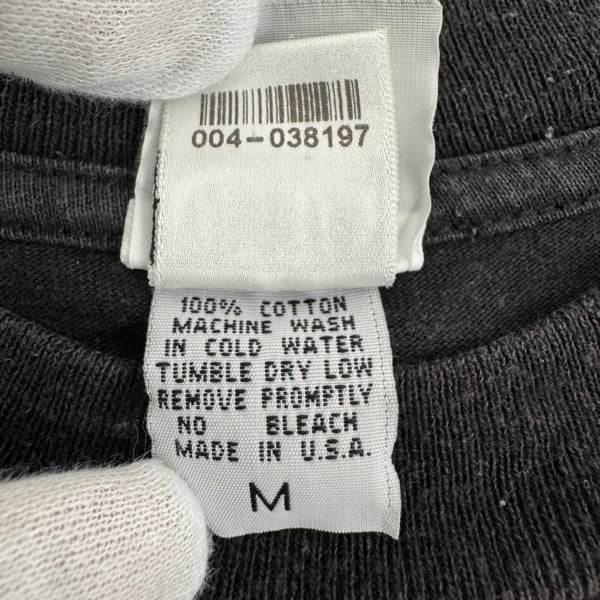 004-038197
100% COTTON
MACHINE WASH
IN COLD WATER
TUMBLE DRY LOW
REMOVE PROMPTLY
NO BLEACH
MADE IN U.S.A.
M